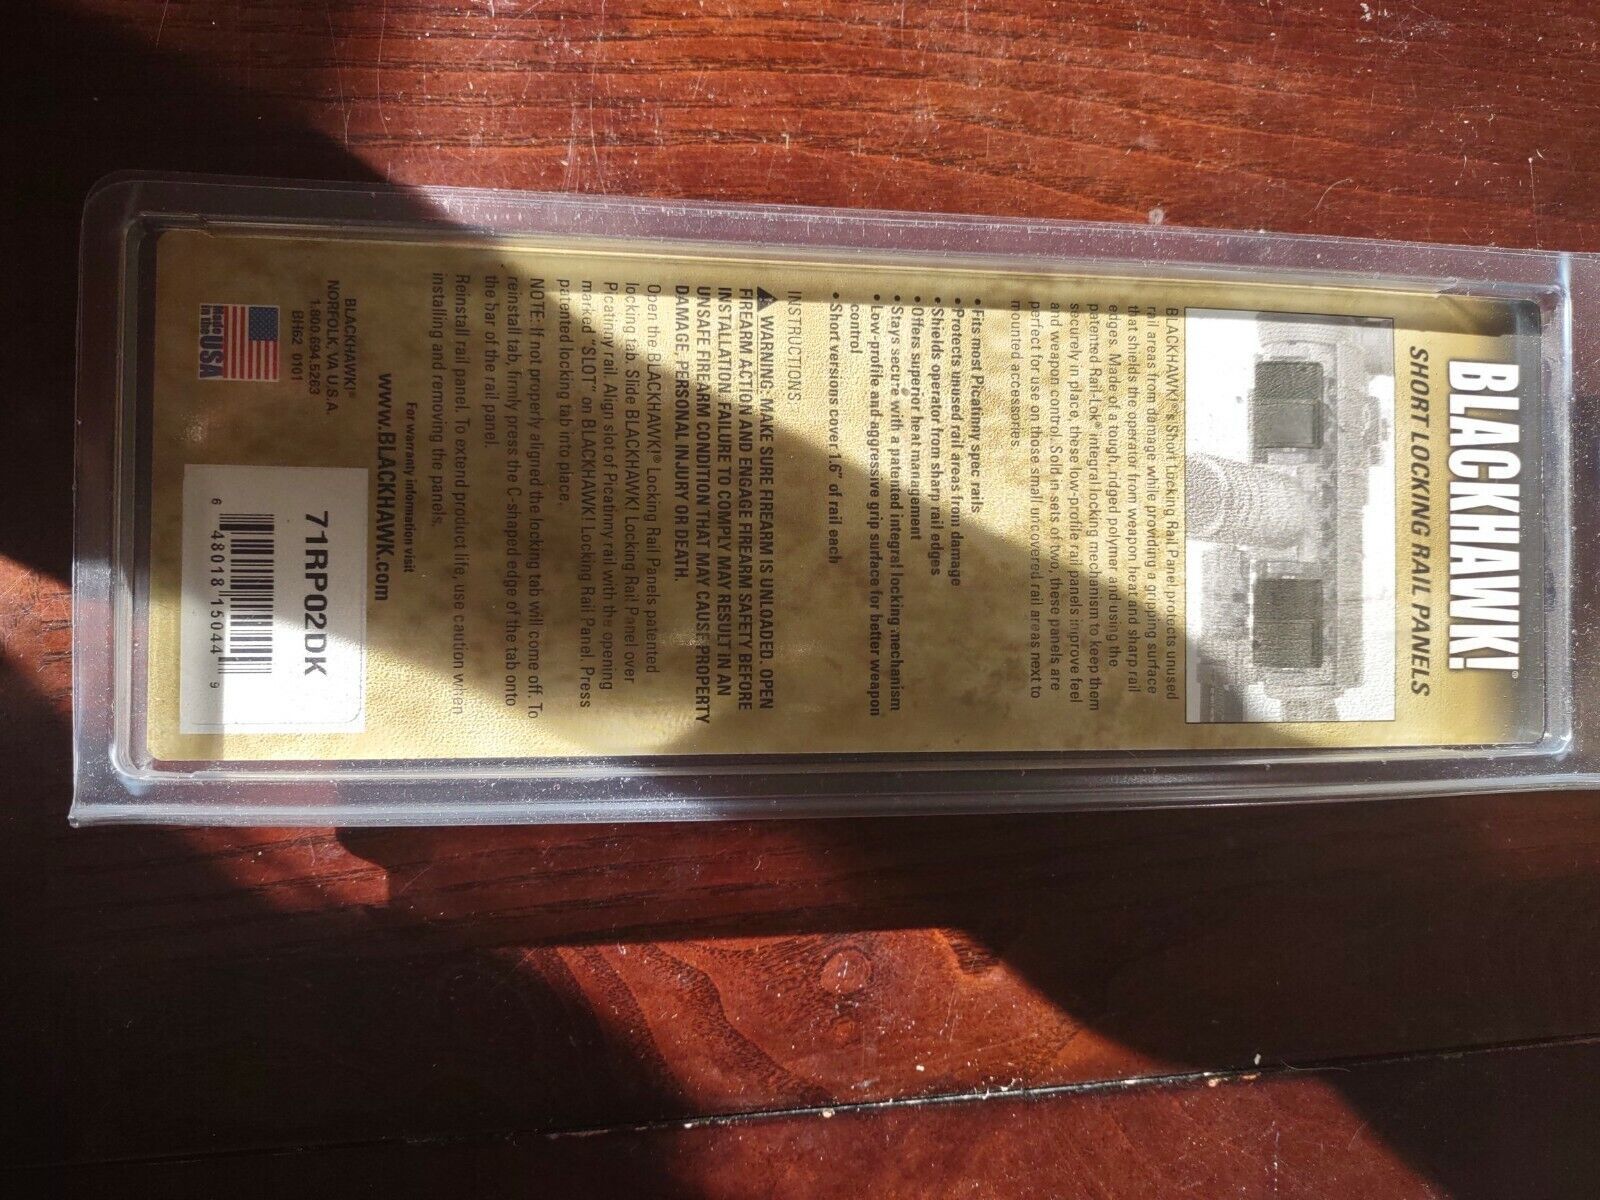 BLACKHAWK!®
SHORT LOCKING RAIL PANELS
BLACKHAWK!'s Short Locking Rail Panel protects unused
rail areas from damage while providing a gripping surface
that shields the operator from weapon heat and sharp rail
edges. Made of a tough, ridged polymer and using the
patented Rail-Lok® integral locking mechanism to keep them
securely in place, these low-profile rail panels improve feel
and weapon control. Sold in sets of two, these panels are
perfect for use on those small uncovered rail areas next to
mounted accessories.
• Fits most Picatinny spec rails
• Protects unused rail areas from damage
• Shields operator from sharp rail edges
• Offers superior heat management
• Stays secure with a patented integral locking mechanism
• Low-profile and aggressive grip surface for better weapon
control
• Short versions cover 1.6" of rail each
INSTRUCTIONS:
WARNING: MAKE SURE FIREARM IS UNLOADED. OPEN
FIREARM ACTION AND ENGAGE FIREARM SAFETY BEFORE
INSTALLATION. FAILURE TO COMPLY MAY RESULT IN AN
UNSAFE FIREARM CONDITION THAT MAY CAUSE PROPERTY
DAMAGE, PERSONAL INJURY OR DEATH.
Open the BLACKHAWK!® Locking Rail Panels patented
locking tab. Slide BLACKHAWK! Locking Rail Panel over
Picatinny rail. Align slot of Picatinny rail with the opening
marked "SLOT" on BLACKHAWK! Locking Rail Panel. Press
patented locking tab into place.
NOTE: If not properly aligned the locking tab will come off. To
reinstall tab, firmly press the C-shaped edge of the tab onto
the bar of the rail panel.
Reinstall rail panel. To extend product life, use caution when
installing and removing the panels.
For warranty information visit
www.BLACKHAWK.com
BLACKHAWK!®
NORFOLK, VA U.S.A.
1.800.694.5263
BH62 0101
Made
in the USA
71RP02DK
6 48018 15044 9